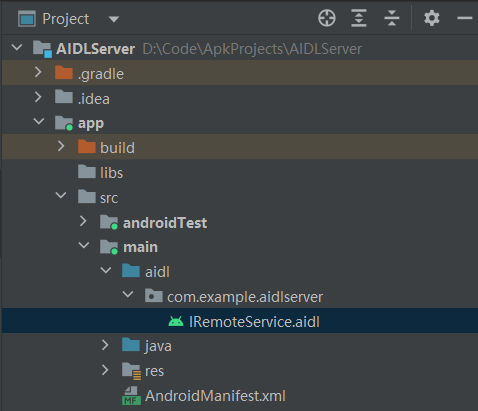 Project
AIDLServer D:\Code\ApkProjects\AIDLServer
.gradle
.idea
app
build
libs
src
androidTest
main
aidl
com.example.aidlserver
IRemoteService.aidl
java
res
MF AndroidManifest.xml